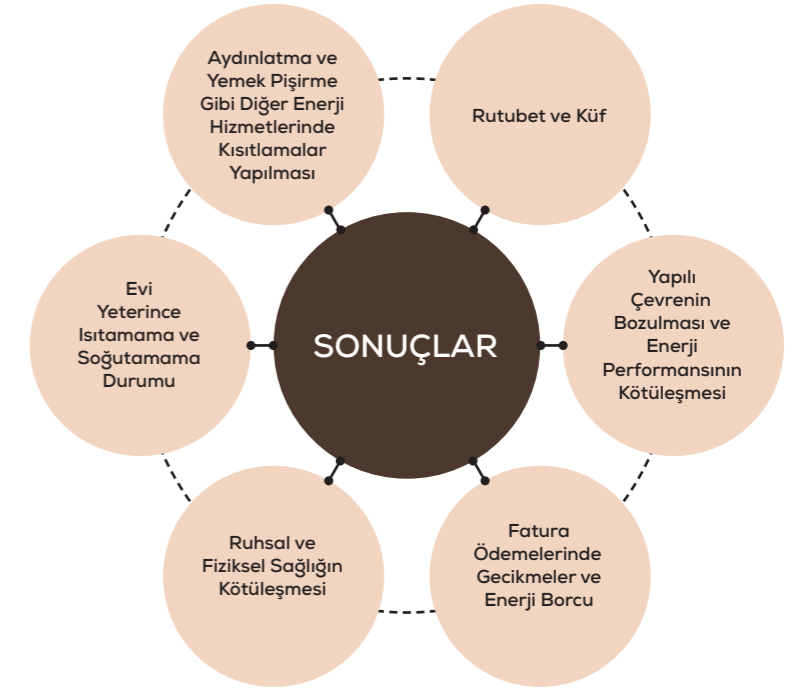 Aydınlatma ve
Yemek Pişirme
Gibi Diğer Enerji
Hizmetlerinde
Kısıtlamalar
Yapılması
Rutubet ve Küf
Evi
Yeterince
Isıtamama ve
Soğutamama
Durumu
SONUÇLAR
Yapılı
Çevrenin
Bozulması ve
Enerji
Performansının
Kötüleşmesi
Ruhsal ve
Fiziksel Sağlığın
Kötüleşmesi
Fatura
Ödemelerinde
Gecikmeler ve
Enerji Borcu